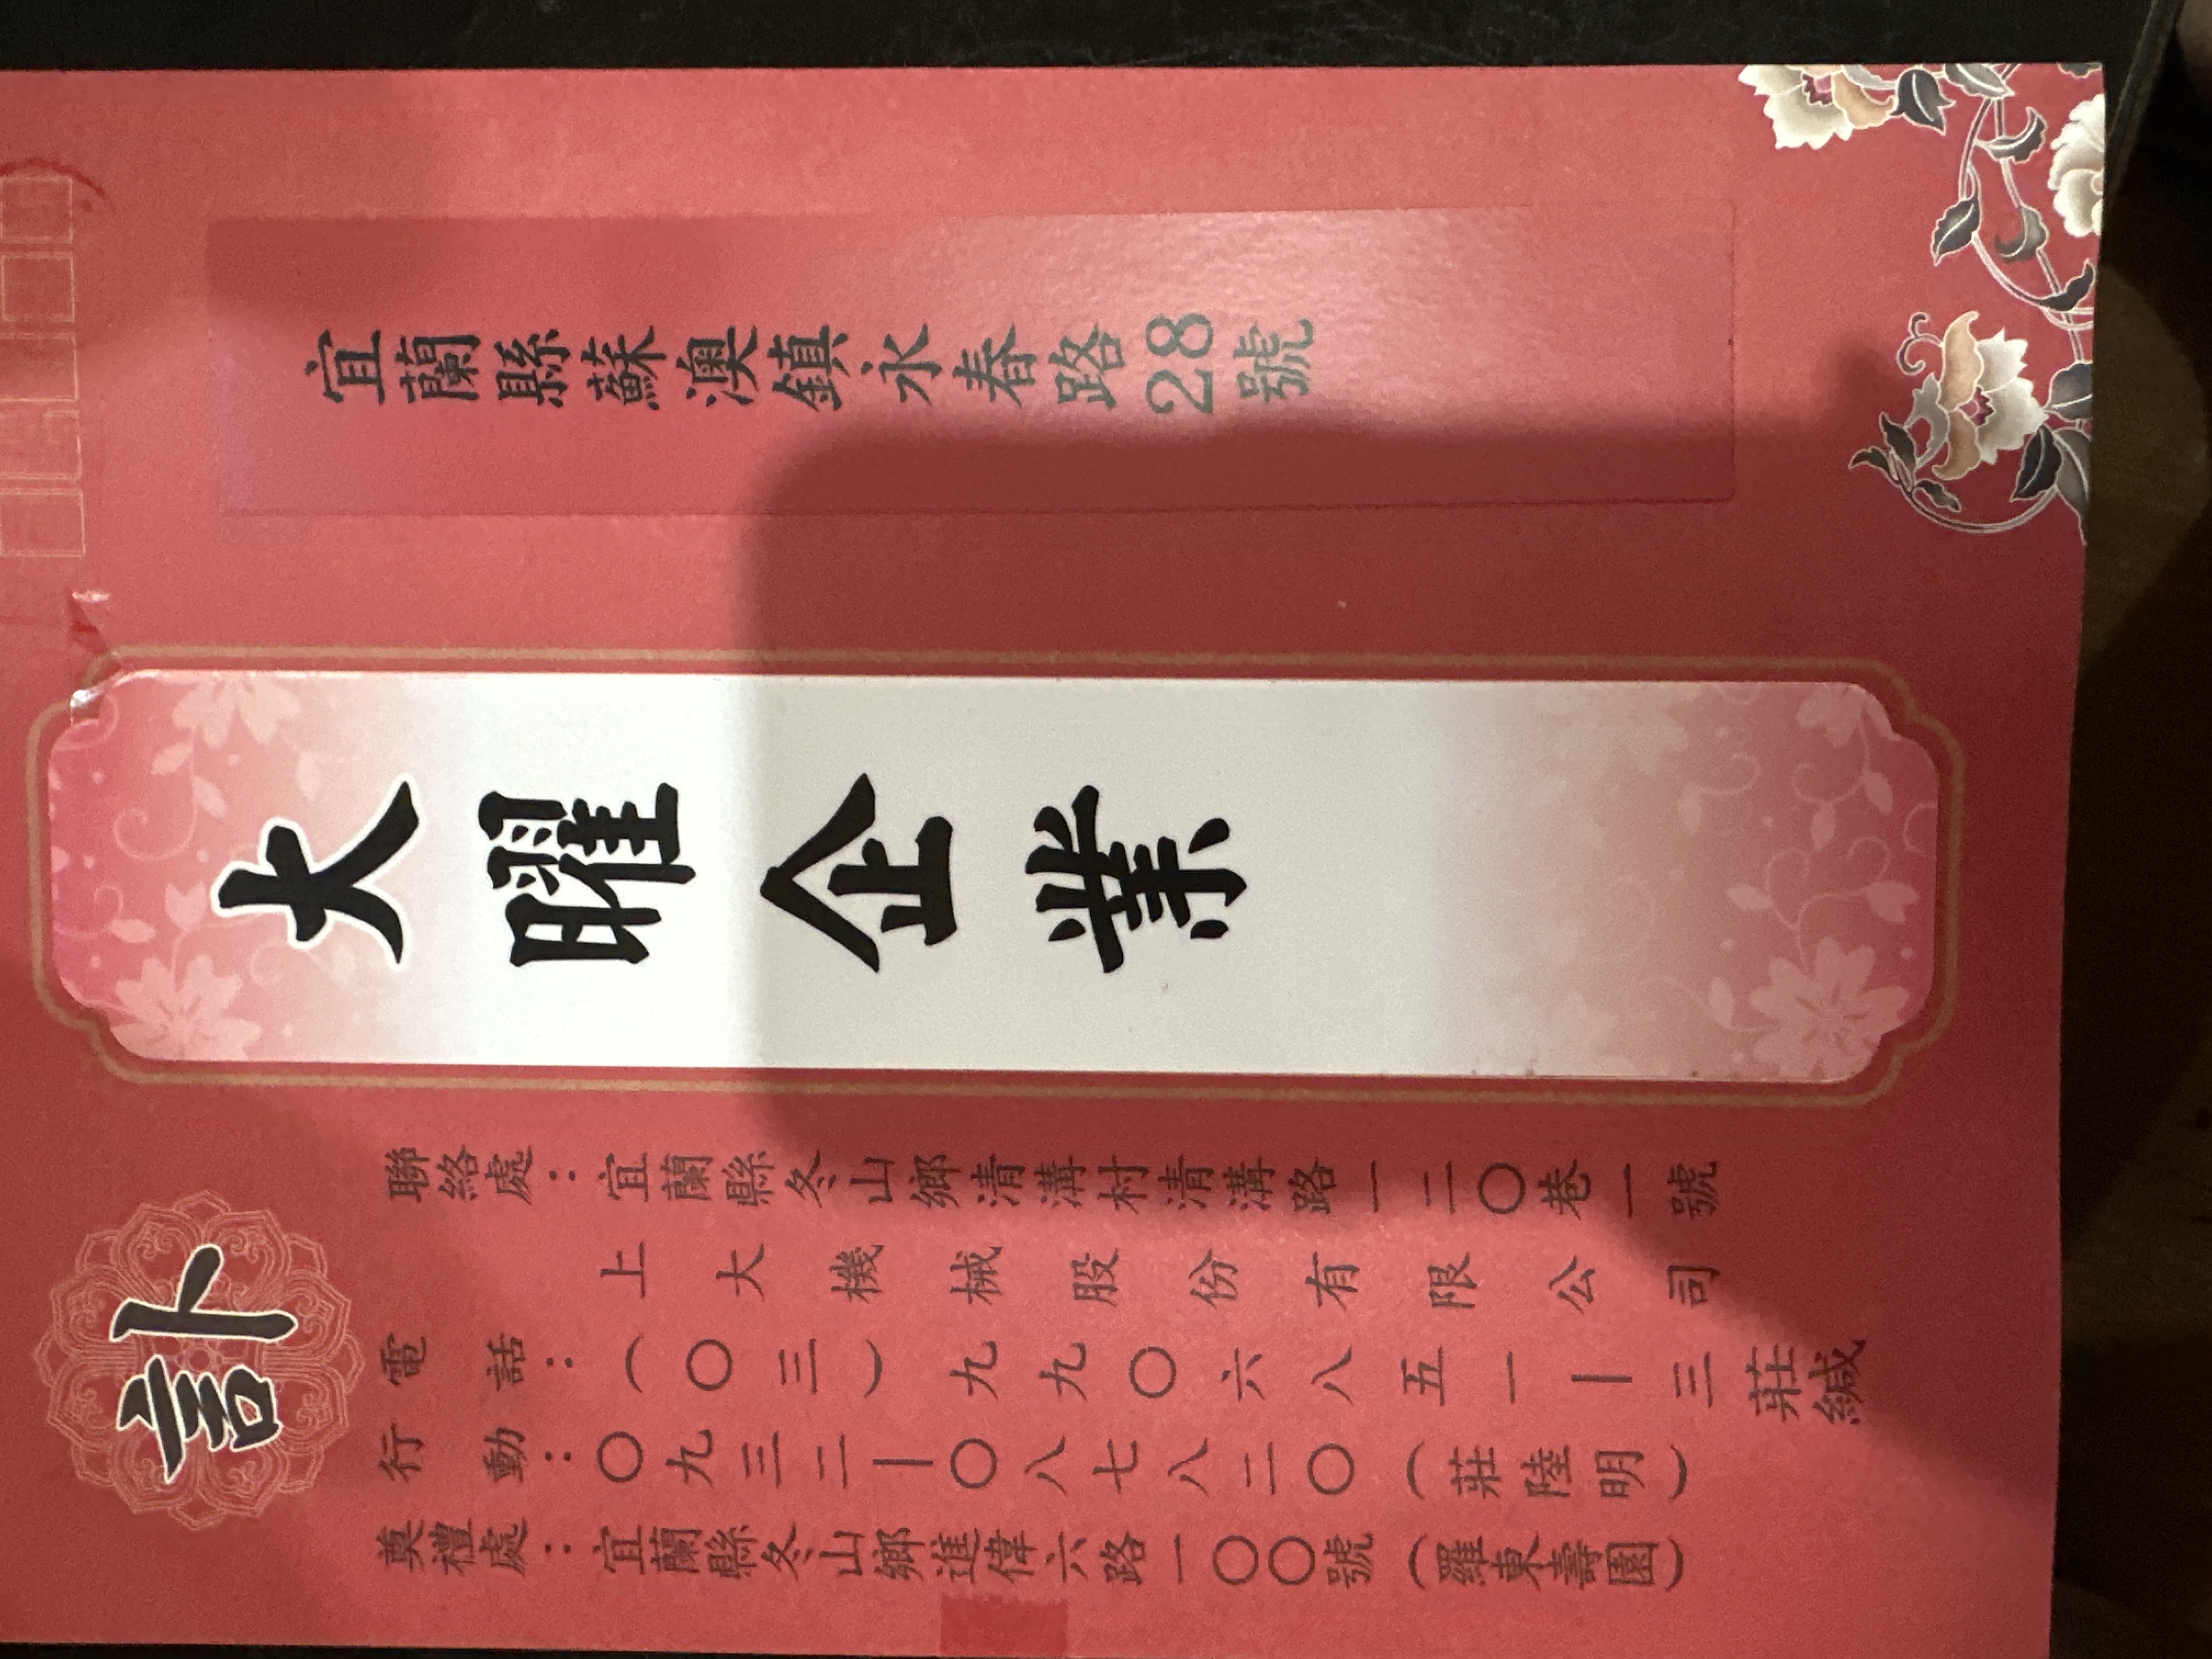 宜蘭縣蘇澳鎮永春路28號
大曜企業
訃
聯絡處：宜蘭縣冬山鄉清溝村清溝路一二〇巷一號
上大機械股份有限公司
電話：（〇三）九九〇六八五一－三
莊緘
行動：〇九三二－〇八七八二〇（莊陸明）
奠禮處：宜蘭縣冬山鄉進偉六路一〇〇號（羅東壽園）